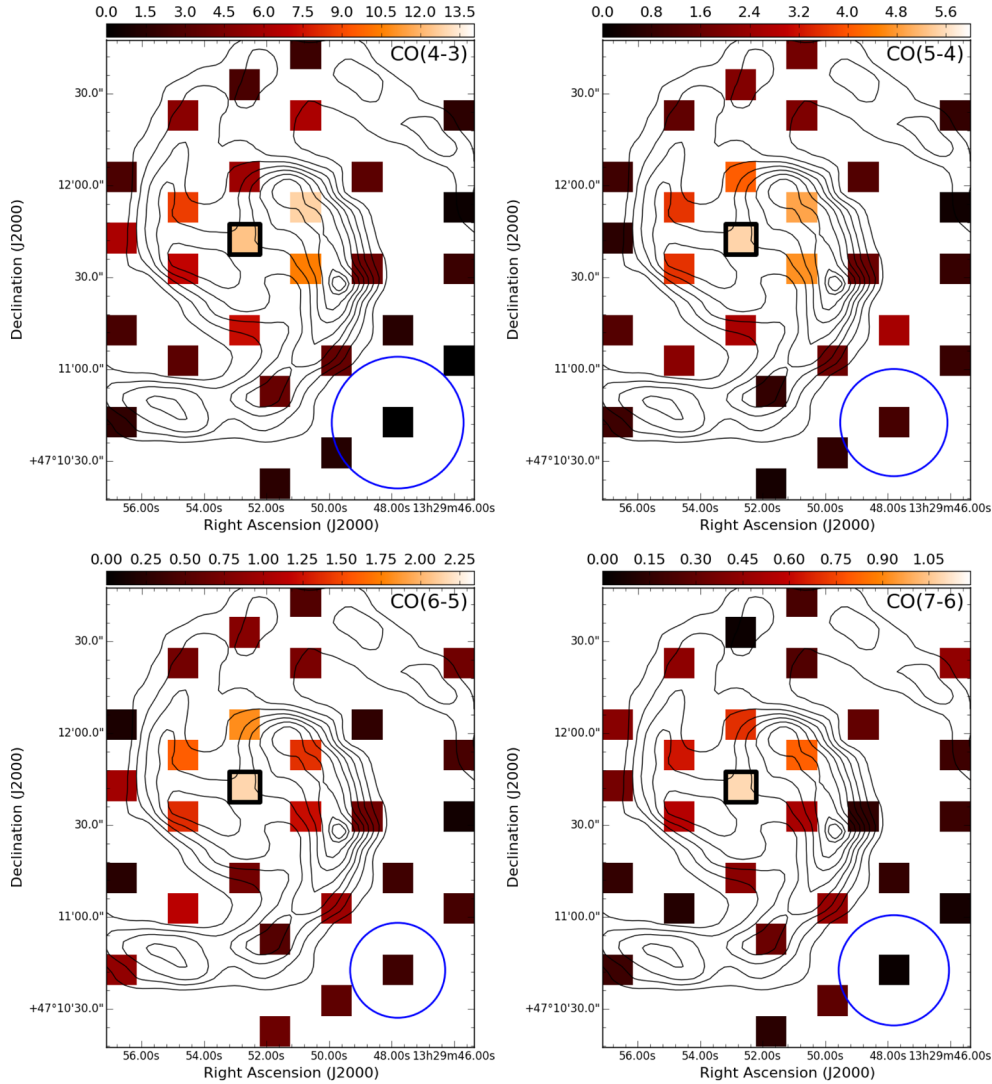 0.0 1.5 3.0 4.5 6.0 7.5 9.0 10.5 12.0 13.5
CO(4-3)
30.0"
12'00.0"
30.0"
11'00.0"
+47°10'30.0"
Declination (J2000)
56.00s 54.00s 52.00s 50.00s 48.00s 13h29m46.00s
Right Ascension (J2000)
0.0 0.8 1.6 2.4 3.2 4.0 4.8 5.6
CO(5-4)
30.0"
12'00.0"
30.0"
11'00.0"
+47°10'30.0"
Declination (J2000)
56.00s 54.00s 52.00s 50.00s 48.00s 13h29m46.00s
Right Ascension (J2000)
0.00 0.25 0.50 0.75 1.00 1.25 1.50 1.75 2.00 2.25
CO(6-5)
30.0"
12'00.0"
30.0"
11'00.0"
+47°10'30.0"
Declination (J2000)
56.00s 54.00s 52.00s 50.00s 48.00s 13h29m46.00s
Right Ascension (J2000)
0.00 0.15 0.30 0.45 0.60 0.75 0.90 1.05
CO(7-6)
30.0"
12'00.0"
30.0"
11'00.0"
+47°10'30.0"
Declination (J2000)
56.00s 54.00s 52.00s 50.00s 48.00s 13h29m46.00s
Right Ascension (J2000)